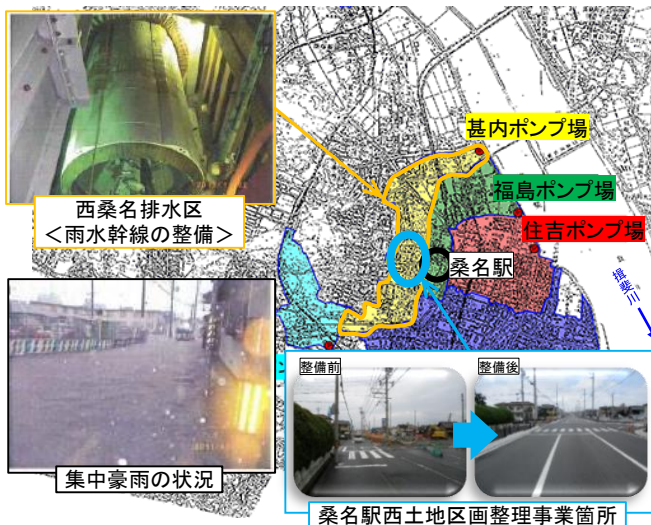 甚内ポンプ場
福島ポンプ場
住吉ポンプ場
桑名駅
揖斐川
西桑名排水区
<雨水幹線の整備>
集中豪雨の状況
整備前
整備後
桑名駅西土地区画整理事業箇所